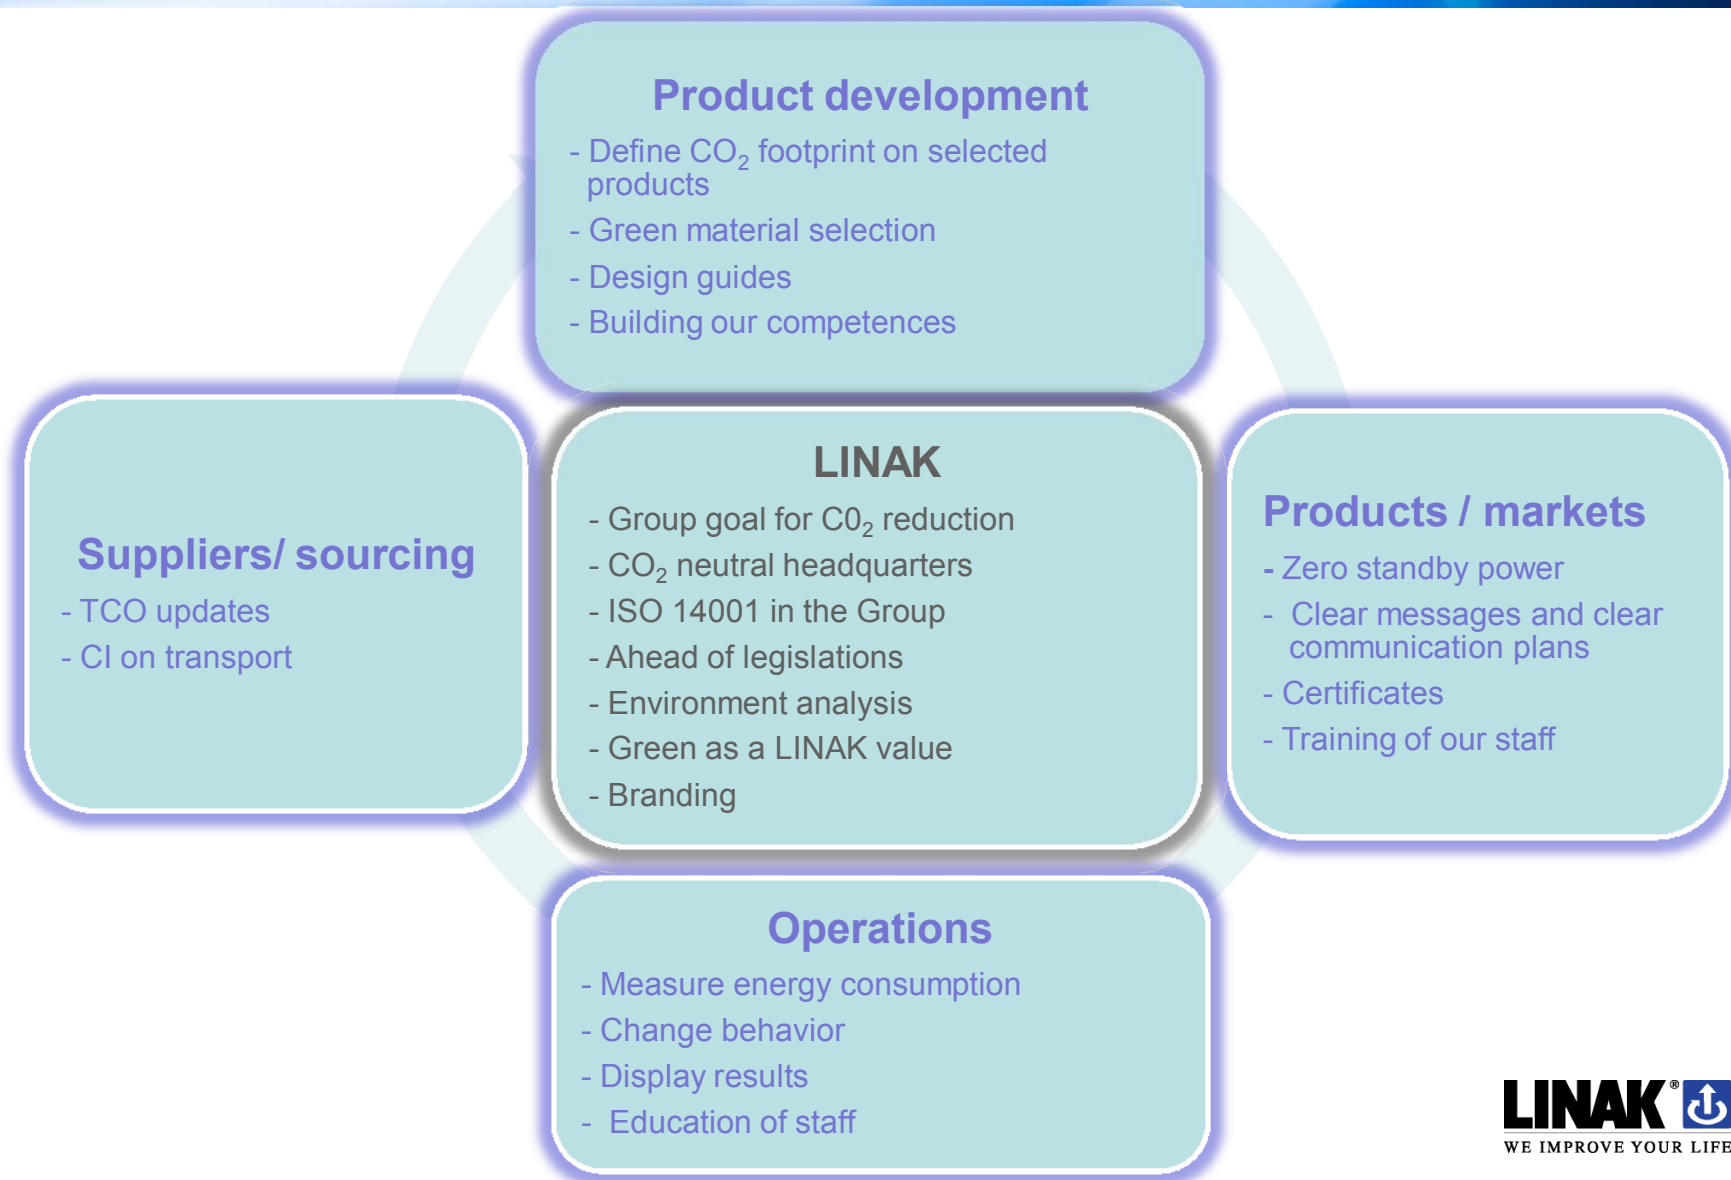 Product development
- Define CO₂ footprint on selected
products
- Green material selection
- Design guides
- Building our competences
Suppliers/ sourcing
- TCO updates
- CI on transport
LINAK
- Group goal for C0₂ reduction
- CO₂ neutral headquarters
- ISO 14001 in the Group
- Ahead of legislations
- Environment analysis
- Green as a LINAK value
- Branding
Products / markets
- Zero standby power
- Clear messages and clear
communication plans
- Certificates
- Training of our staff
Operations
- Measure energy consumption
- Change behavior
- Display results
- Education of staff
LINAK®
WE IMPROVE YOUR LIFE